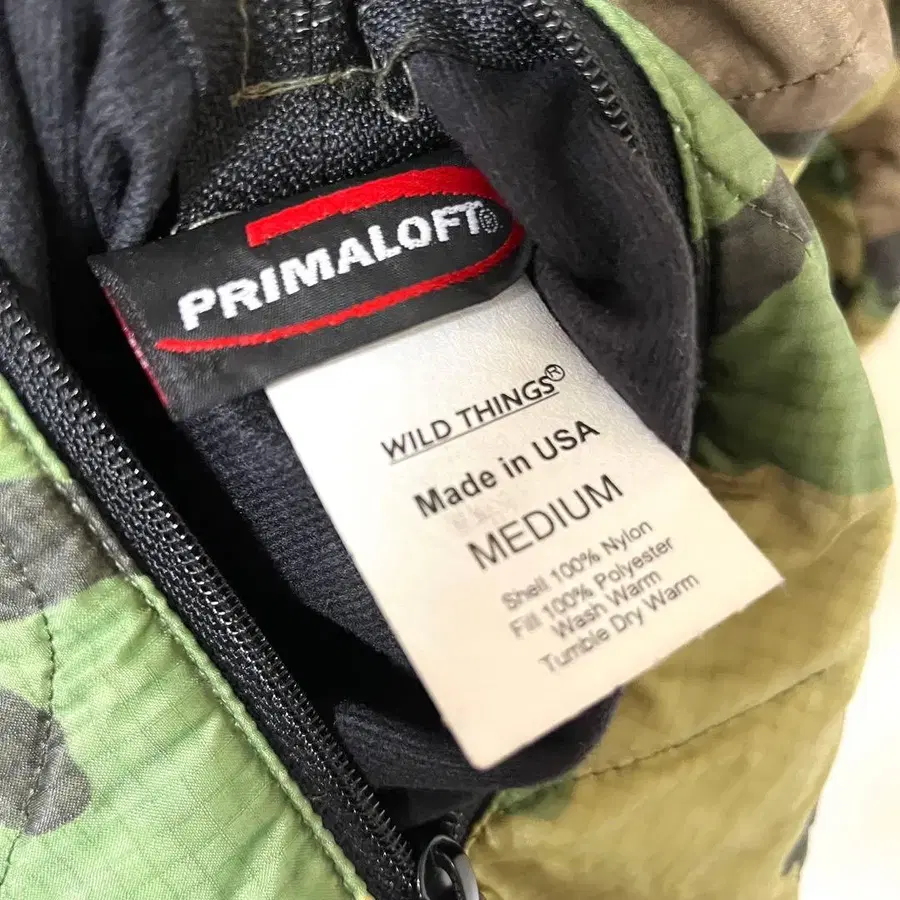 PRIMALOFT®
WILD THINGS®
Made in USA
MEDIUM
Shell 100% Nylon
Fill 100% Polyester
Wash Warm
Tumble Dry Warm